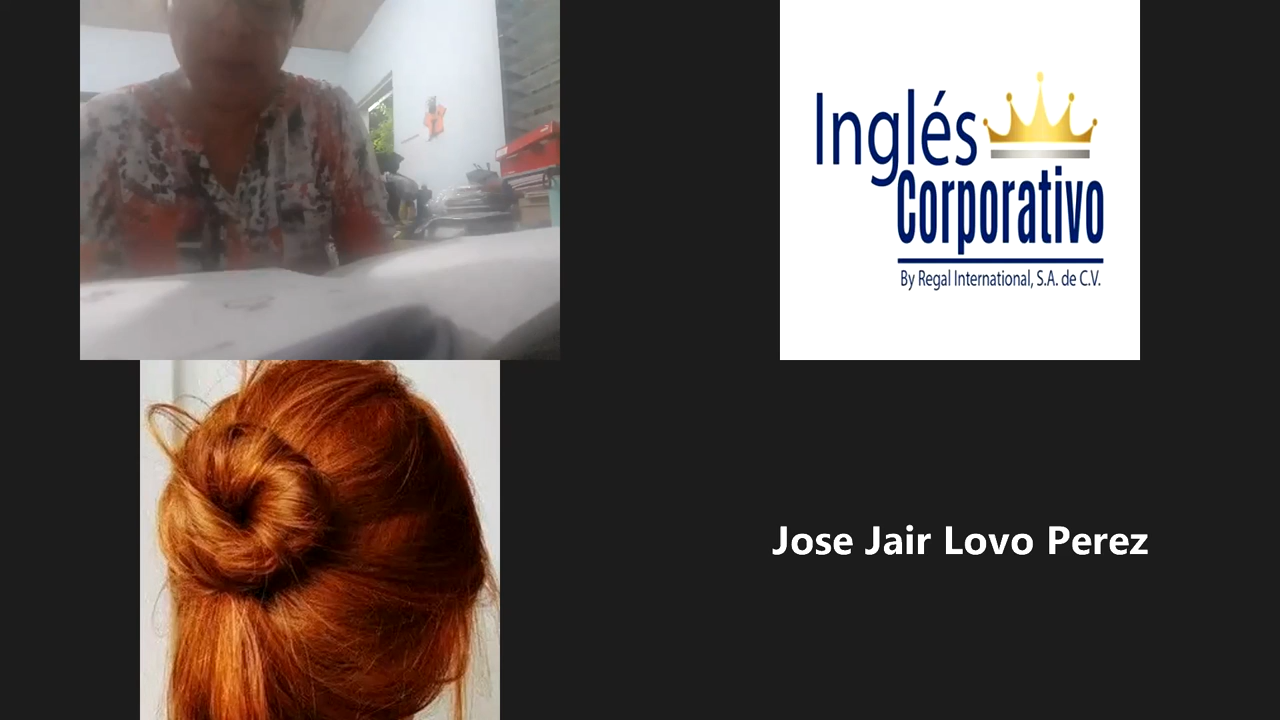 Inglés
Corporativo
By Regal International, S.A. de C.V.
Jose Jair Lovo Perez